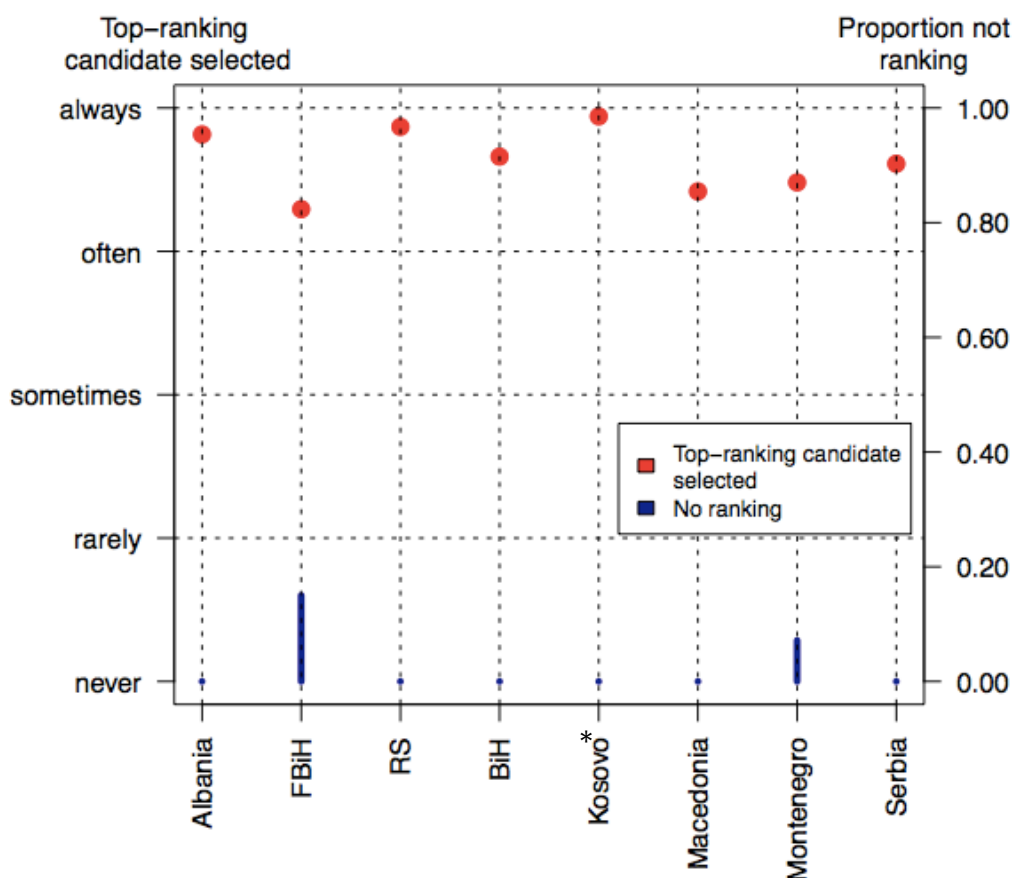 Top-ranking
candidate selected
Proportion not
ranking
always
often
sometimes
rarely
never
1.00
0.80
0.60
0.40
0.20
0.00
Top-ranking candidate
selected
No ranking
Albania
FBiH
RS
BiH
*Kosovo
Macedonia
Montenegro
Serbia